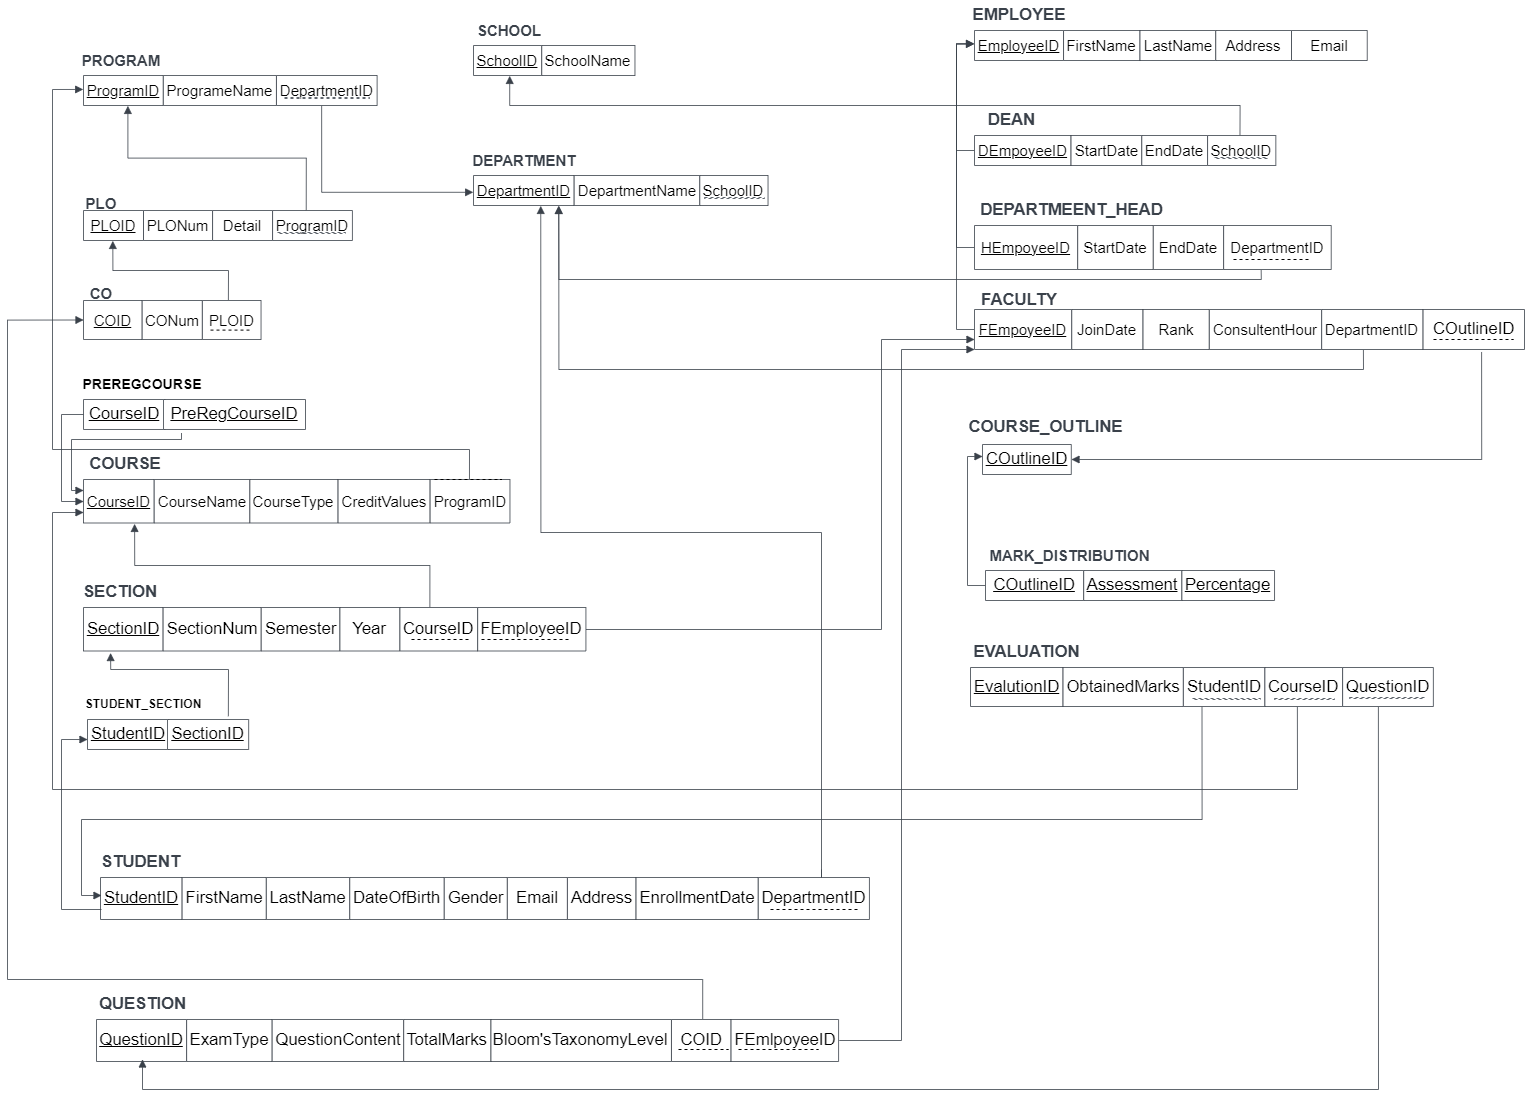 EMPLOYEE
EmployeeID FirstName LastName Address Email
SCHOOL
SchoolID SchoolName
PROGRAM
ProgramID ProgrameName DepartmentID
DEAN
DEmpoyeeID StartDate EndDate SchoolID
DEPARTMENT
DepartmentID DepartmentName SchoolID
PLO
PLOID PLONum Detail ProgramID
DEPARTMEENT_HEAD
HEmpoyeeID StartDate EndDate DepartmentID
CO
COID CONum PLOID
FACULTY
FEmpoyeeID JoinDate Rank ConsultentHour DepartmentID COutlineID
PREREGCOURSE
CourseID PreRegCourseID
COURSE_OUTLINE
COutlineID
COURSE
CourseID CourseName CourseType CreditValues ProgramID
MARK_DISTRIBUTION
COutlineID Assessment Percentage
SECTION
SectionID SectionNum Semester Year CourseID FEmployeeID
EVALUATION
EvalutionID ObtainedMarks StudentID CourseID QuestionID
STUDENT_SECTION
StudentID SectionID
STUDENT
StudentID FirstName LastName DateOfBirth Gender Email Address EnrollmentDate DepartmentID
QUESTION
QuestionID ExamType QuestionContent TotalMarks Bloom'sTaxonomyLevel COID FEmlpoyeeID